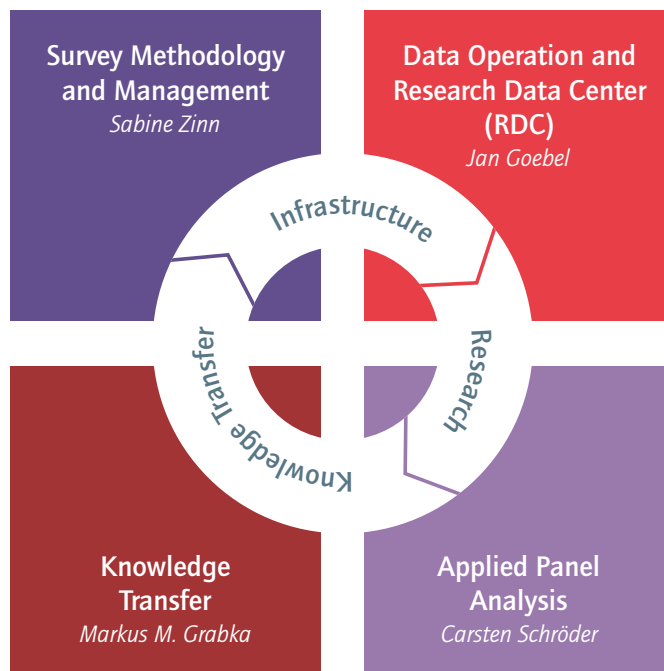 Survey Methodology
and Management
Sabine Zinn
Data Operation and
Research Data Center
(RDC)
Jan Goebel
Infrastructure
Research
Knowledge Transfer
Knowledge
Transfer
Markus M. Grabka
Applied Panel
Analysis
Carsten Schröder